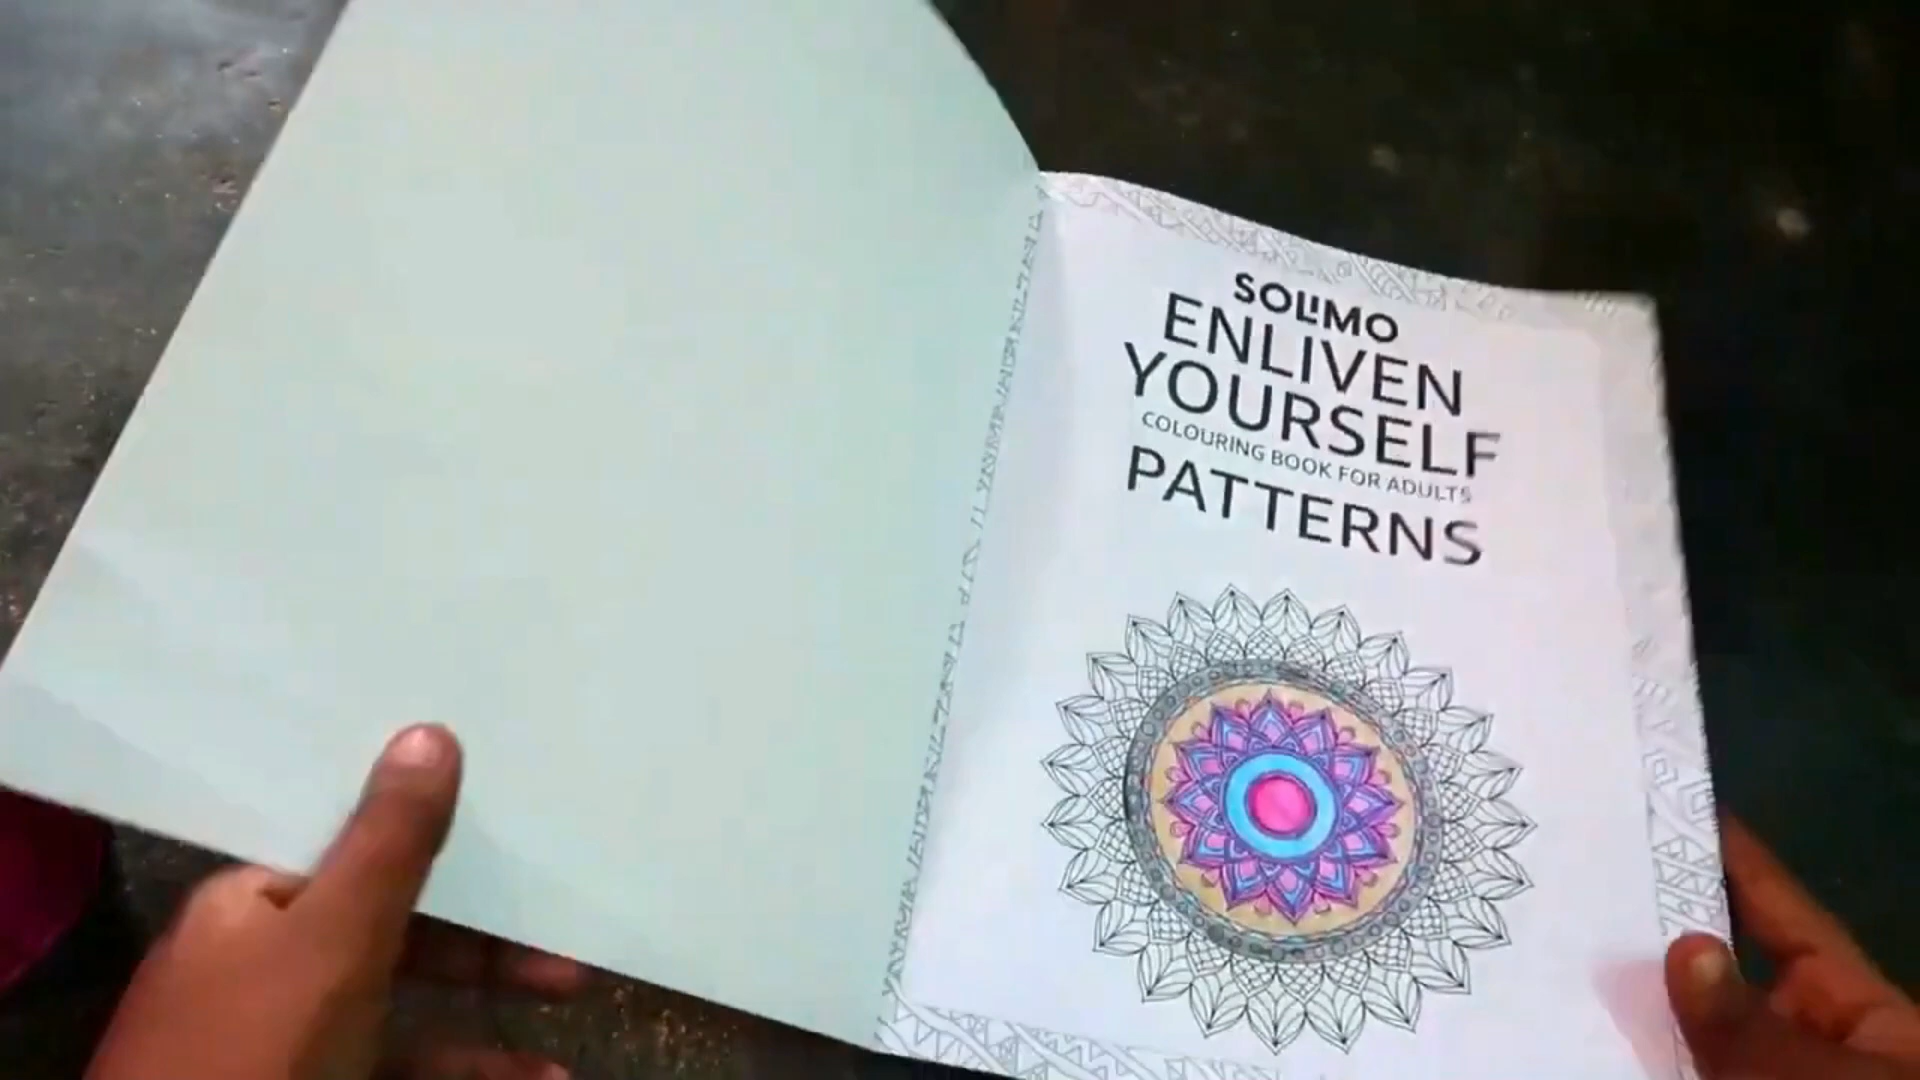 SOLIMO
ENLIVEN
YOURSELF
COLOURING BOOK FOR ADULTS
PATTERNS